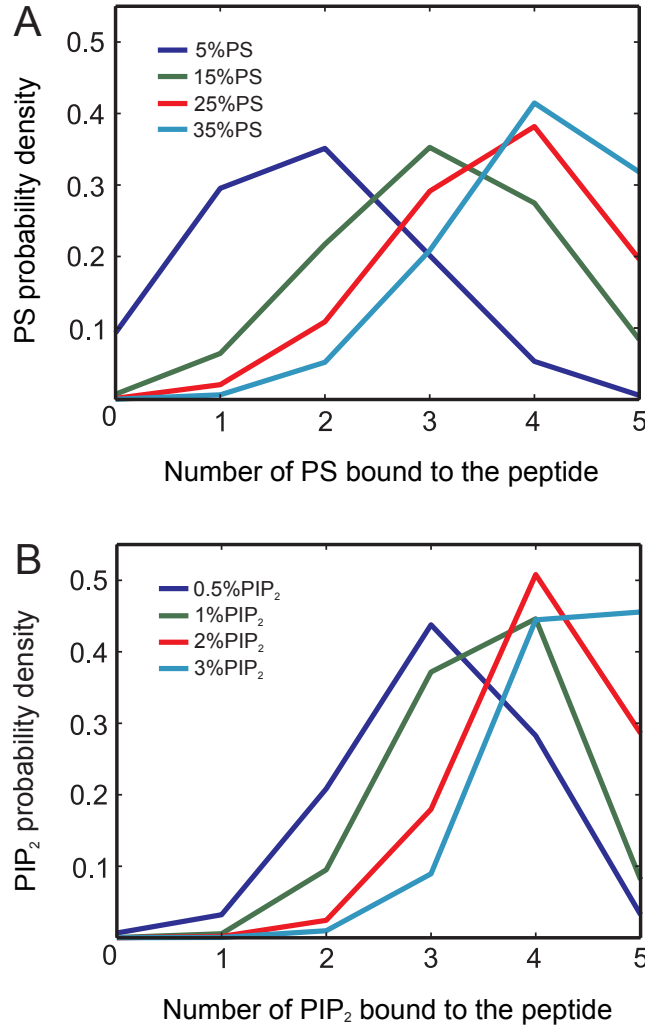 A
0.5
0.4
0.3
0.2
0.1
PS probability density
5%PS
15%PS
25%PS
35%PS
0 1 2 3 4 5
Number of PS bound to the peptide
B
0.5
0.4
0.3
0.2
0.1
PIP₂ probability density
0.5%PIP₂
1%PIP₂
2%PIP₂
3%PIP₂
0 1 2 3 4 5
Number of PIP₂ bound to the peptide